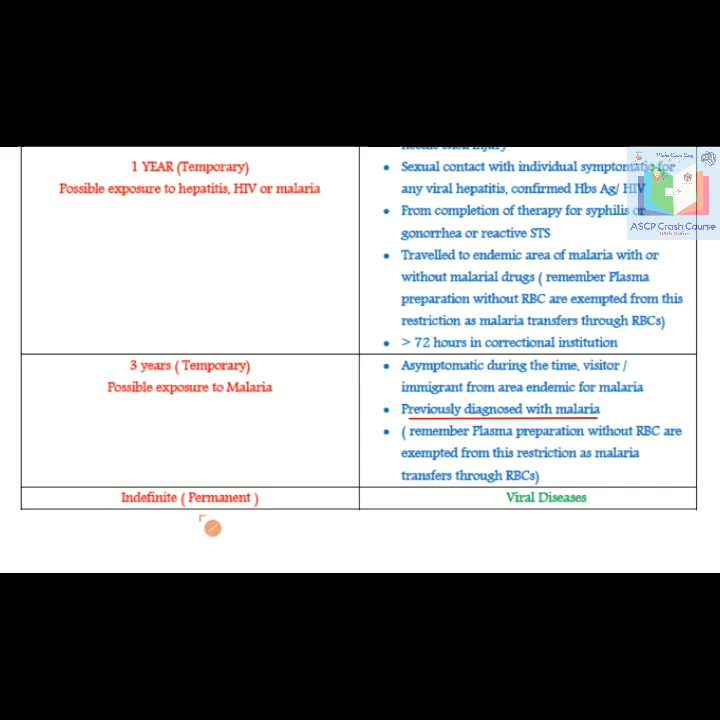 1 YEAR (Temporary)
Possible exposure to hepatitis, HIV or malaria
needle stick injury
• Sexual contact with individual symptomatic for
any viral hepatitis, confirmed Hbs Ag/ HIV
• From completion of therapy for syphilis or
gonorrhea or reactive STS
• Travelled to endemic area of malaria with or
without malarial drugs ( remember Plasma
preparation without RBC are exempted from this
restriction as malaria transfers through RBCs)
• > 72 hours in correctional institution
3 years ( Temporary)
Possible exposure to Malaria
• Asymptomatic during the time, visitor /
immigrant from area endemic for malaria
• Previously diagnosed with malaria
• ( remember Plasma preparation without RBC are
exempted from this restriction as malaria
transfers through RBCs)
Indefinite ( Permanent )
Viral Diseases
ASCP Crash Course